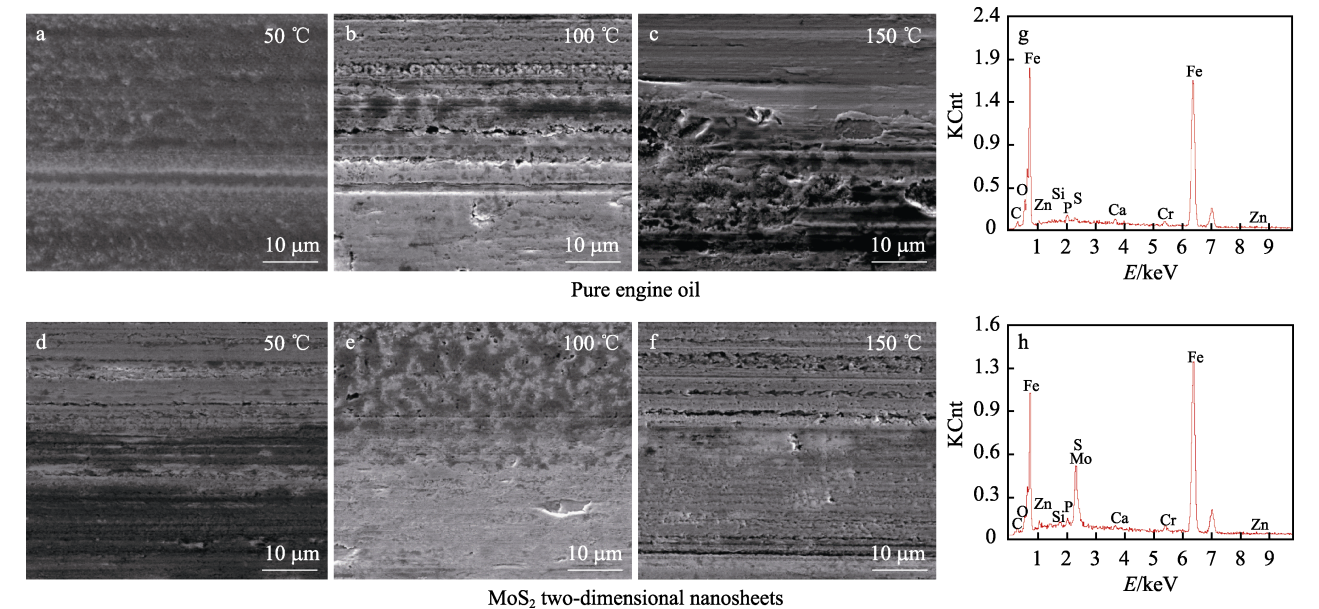 a 50 ℃
10 μm
b 100 ℃
10 μm
c 150 ℃
10 μm
Pure engine oil
g
2.4
1.9
1.4
0.9
0.5
0
KCnt
Fe
Fe
O
C
Zn
Si
P
S
Ca
Cr
Zn
1 2 3 4 5 6 7 8 9
E/keV
d 50 ℃
10 μm
e 100 ℃
10 μm
f 150 ℃
10 μm
MoS₂ two-dimensional nanosheets
h
1.6
1.3
0.9
0.6
0.3
0
KCnt
Fe
Fe
S
Mo
O
C
Zn
Si
P
Ca
Cr
Zn
1 2 3 4 5 6 7 8 9
E/keV